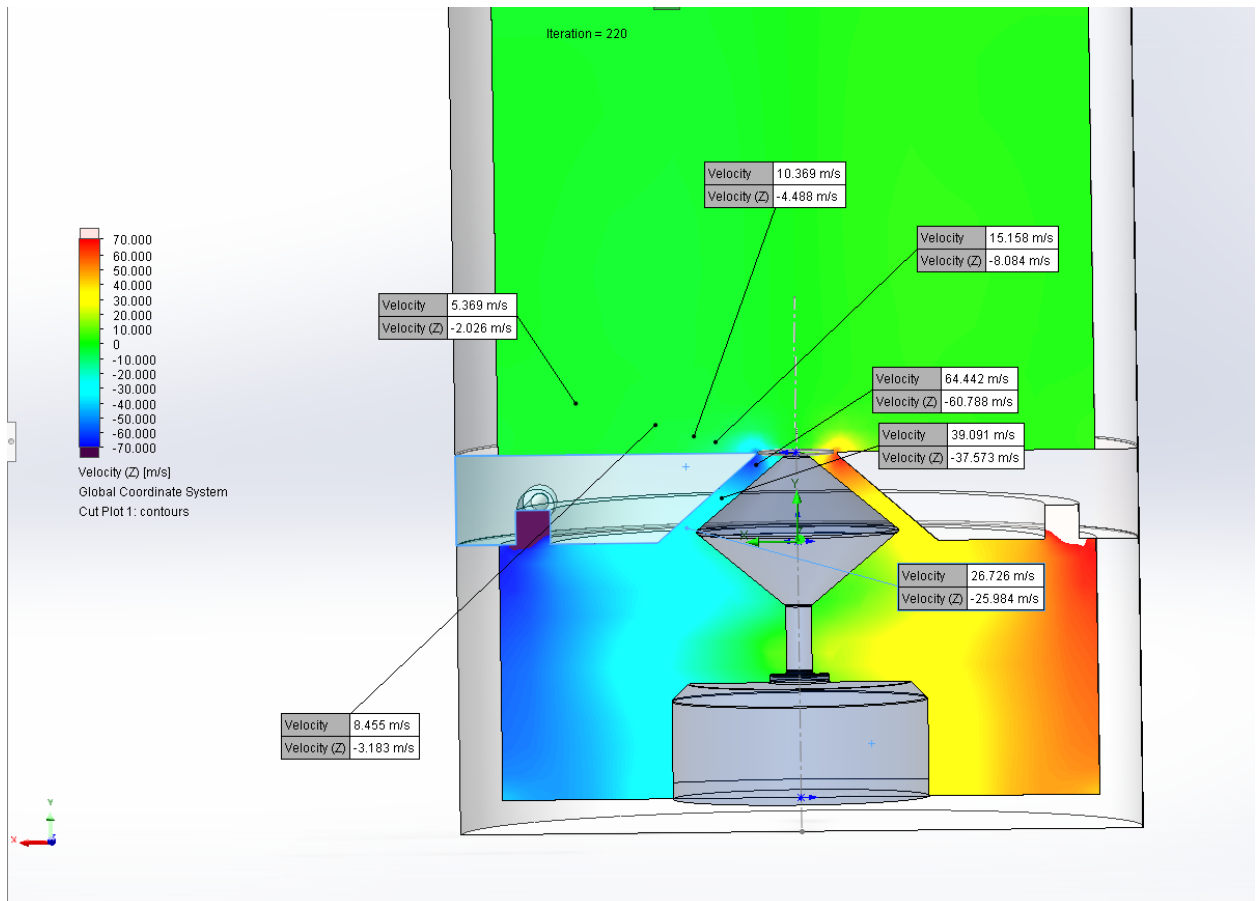 Iteration = 220
Velocity 10.369 m/s
Velocity (Z) -4.488 m/s
Velocity 15.158 m/s
Velocity (Z) -8.084 m/s
Velocity 5.369 m/s
Velocity (Z) -2.026 m/s
70.000
60.000
50.000
40.000
30.000
20.000
10.000
0
-10.000
-20.000
-30.000
-40.000
-50.000
-60.000
-70.000
Velocity (Z) [m/s]
Global Coordinate System
Cut Plot 1: contours
Velocity 64.442 m/s
Velocity (Z) -60.788 m/s
Velocity 39.091 m/s
Velocity (Z) -37.573 m/s
Y
Velocity 26.726 m/s
Velocity (Z) -25.984 m/s
Velocity 8.455 m/s
Velocity (Z) -3.183 m/s
Y
X